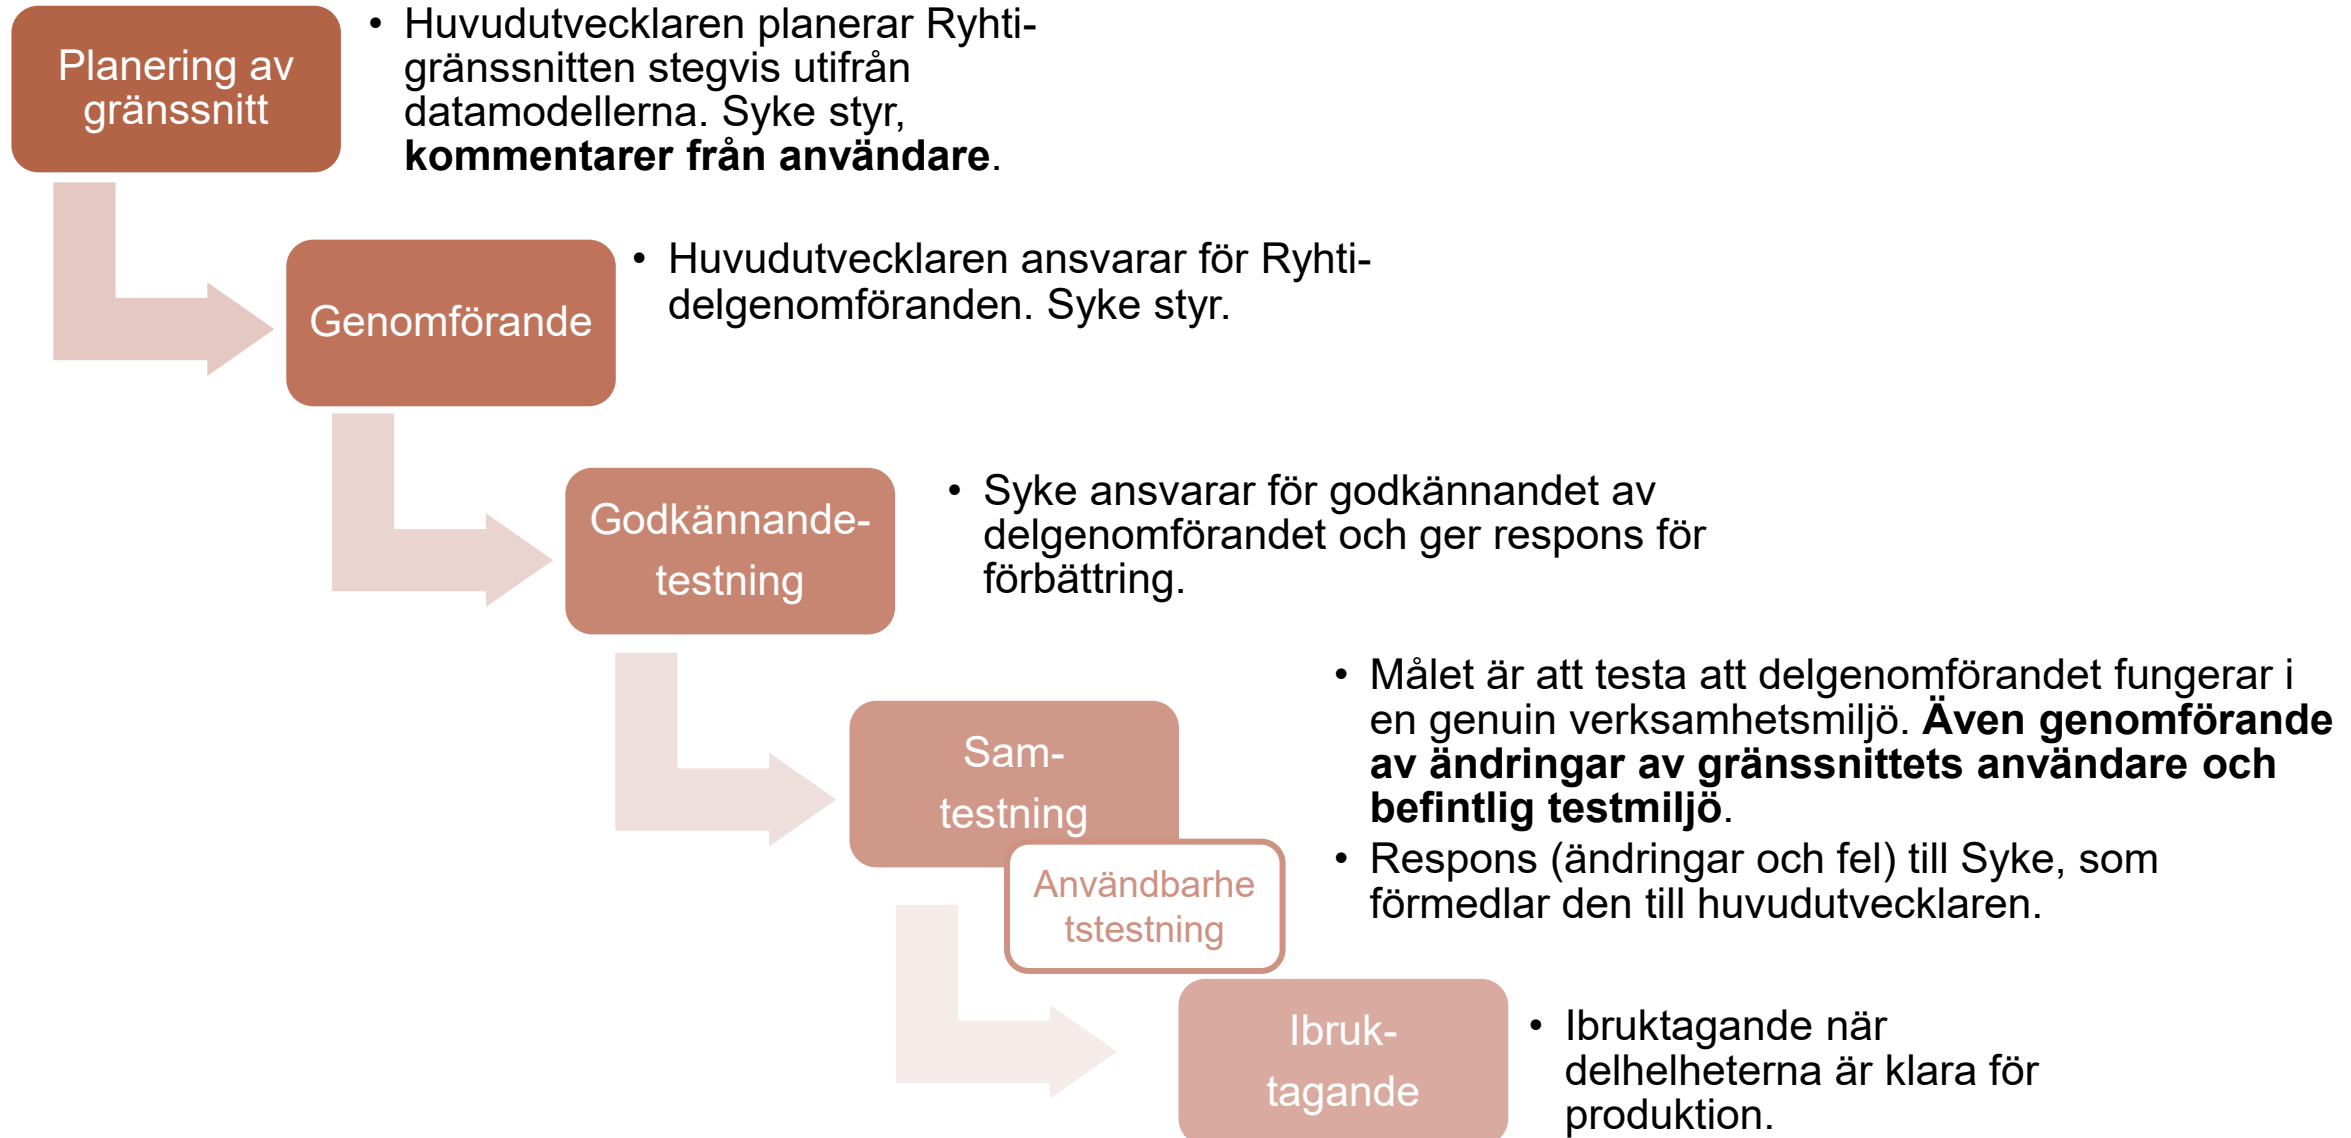 Planering av
gränssnitt
• Huvudutvecklaren planerar Ryhti-
gränssnitten stegvis utifrån
datamodellerna. Syke styr,
kommentarer från användare.
Genomförande
• Huvudutvecklaren ansvarar för Ryhti-
delgenomföranden. Syke styr.
Godkännande-
testning
• Syke ansvarar för godkännandet av
delgenomförandet och ger respons för
förbättring.
Sam-
testning
Användbarhe
tstestning
• Målet är att testa att delgenomförandet fungerar i
en genuin verksamhetsmiljö. Även genomförande
av ändringar av gränssnittets användare och
befintlig testmiljö.
• Respons (ändringar och fel) till Syke, som
förmedlar den till huvudutvecklaren.
Ibruk-
tagande
• Ibruktagande när
delhelheterna är klara för
produktion.